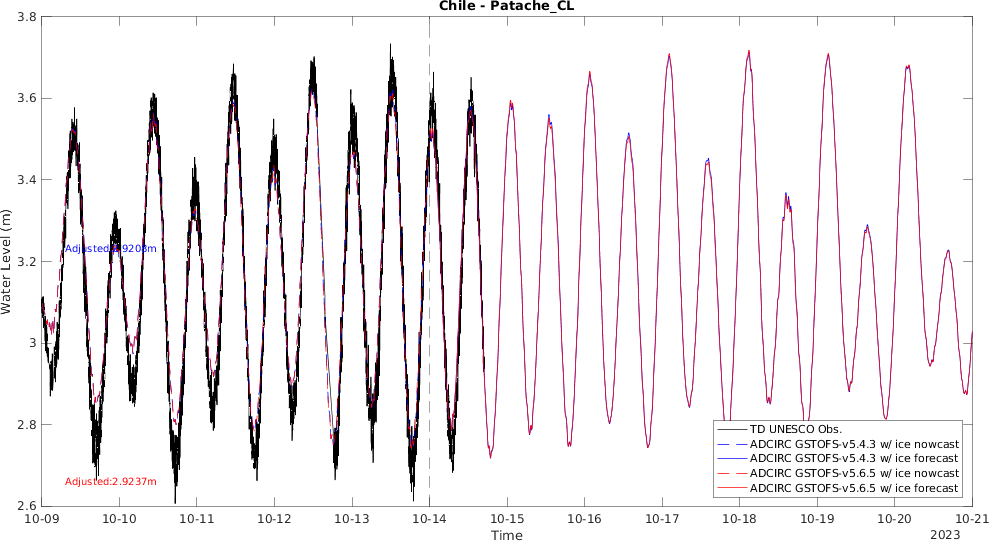 Chile - Patache_CL
3.8
3.6
3.4
3.2
3
2.8
2.6
Water Level (m)
Adjusted:2.9208m
Adjusted:2.9237m
TD UNESCO Obs.
ADCIRC GSTOFS-v5.4.3 w/ ice nowcast
ADCIRC GSTOFS-v5.4.3 w/ ice forecast
ADCIRC GSTOFS-v5.6.5 w/ ice nowcast
ADCIRC GSTOFS-v5.6.5 w/ ice forecast
10-09 10-10 10-11 10-12 10-13 10-14 10-15 10-16 10-17 10-18 10-19 10-20 10-21
Time
2023